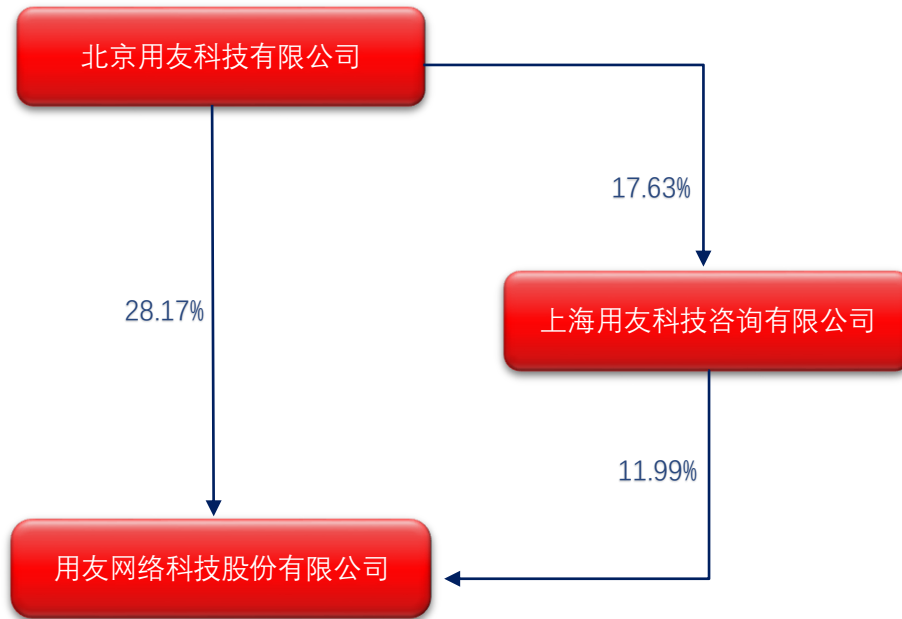 北京用友科技有限公司
17.63%
28.17%
上海用友科技咨询有限公司
11.99%
用友网络科技股份有限公司